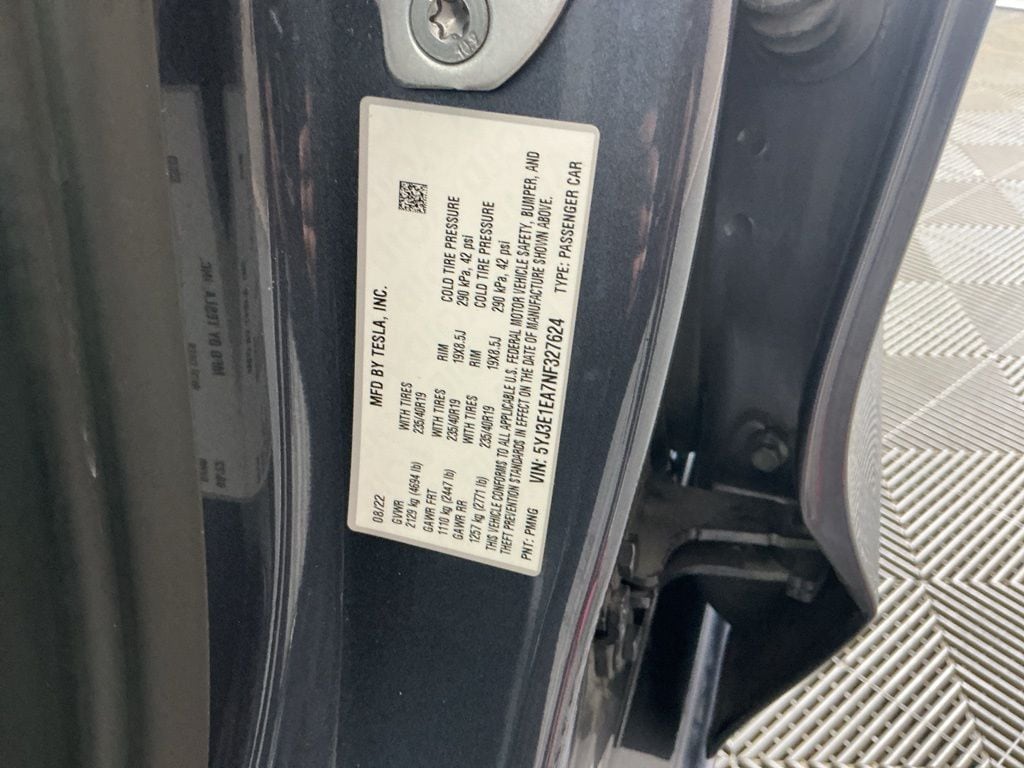 MFD BY TESLA, INC.
08/22
GVWR WITH TIRES RIM COLD TIRE PRESSURE
2129 kg (4694 lb) 235/40R19 19X8.5J 290 kPa, 42 psi
GAWR FRT WITH TIRES RIM COLD TIRE PRESSURE
1110 kg (2447 lb) 235/40R19 19X8.5J 290 kPa, 42 psi
GAWR RR WITH TIRES
1257 kg (2771 lb) 235/40R19
THIS VEHICLE CONFORMS TO ALL APPLICABLE U.S. FEDERAL MOTOR VEHICLE SAFETY, BUMPER, AND
THEFT PREVENTION STANDARDS IN EFFECT ON THE DATE OF MANUFACTURE SHOWN ABOVE.
PNT: PMNG VIN: 5YJ3E1EA7NF327624 TYPE: PASSENGER CAR